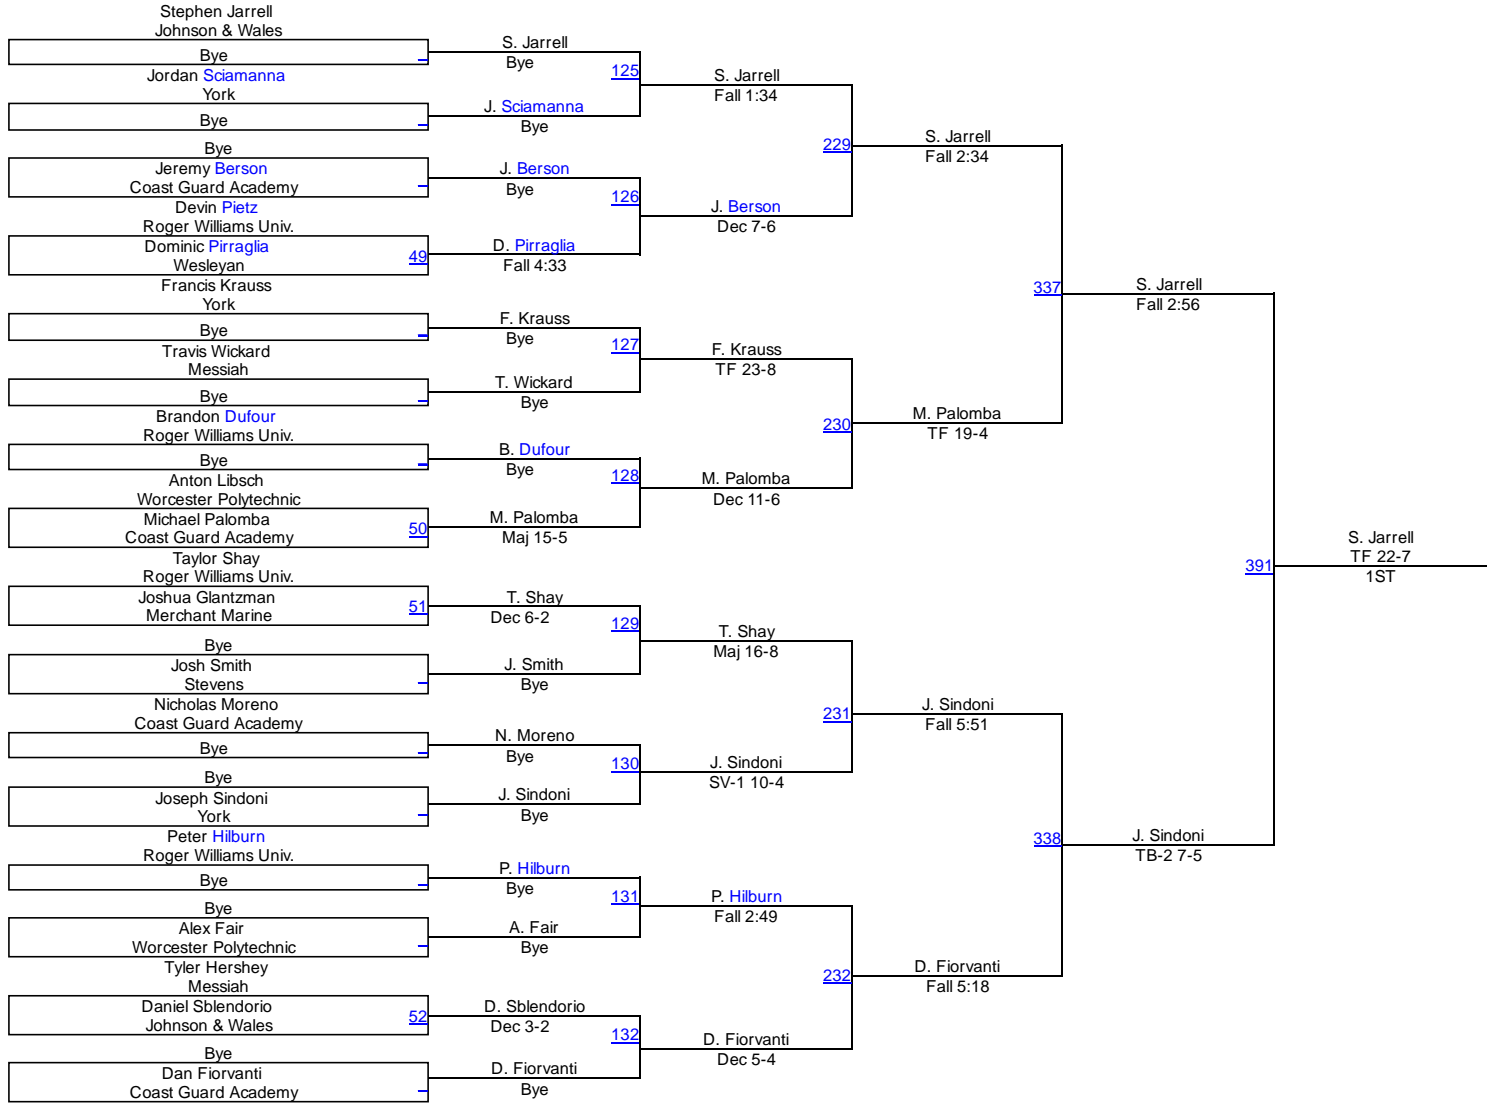 Stephen Jarrell
Johnson & Wales
Bye
Jordan Sciamanna
York
Bye
Bye
Jeremy Berson
Coast Guard Academy
Devin Pietz
Roger Williams Univ.
Dominic Pirraglia
Wesleyan
49
Francis Krauss
York
Bye
Travis Wickard
Messiah
Bye
Brandon Dufour
Roger Williams Univ.
Bye
Anton Libsch
Worcester Polytechnic
Michael Palomba
Coast Guard Academy
50
Taylor Shay
Roger Williams Univ.
Joshua Glantzman
Merchant Marine
51
Bye
Josh Smith
Stevens
Nicholas Moreno
Coast Guard Academy
Bye
Bye
Joseph Sindoni
York
Peter Hilburn
Roger Williams Univ.
Bye
Bye
Alex Fair
Worcester Polytechnic
Tyler Hershey
Messiah
Daniel Sblendorio
Johnson & Wales
52
Bye
Dan Fiorvanti
Coast Guard Academy
S. Jarrell
Bye
125
J. Sciamanna
Bye
J. Berson
Bye
126
D. Pirraglia
Fall 4:33
F. Krauss
Bye
127
T. Wickard
Bye
B. Dufour
Bye
128
M. Palomba
Maj 15-5
T. Shay
Dec 6-2
129
J. Smith
Bye
N. Moreno
Bye
130
J. Sindoni
Bye
P. Hilburn
Bye
131
A. Fair
Bye
D. Sblendorio
Dec 3-2
132
D. Fiorvanti
Bye
S. Jarrell
Fall 1:34
229
J. Berson
Dec 7-6
F. Krauss
TF 23-8
230
M. Palomba
Dec 11-6
T. Shay
Maj 16-8
231
J. Sindoni
SV-1 10-4
P. Hilburn
Fall 2:49
232
D. Fiorvanti
Dec 5-4
S. Jarrell
Fall 2:34
337
M. Palomba
TF 19-4
J. Sindoni
Fall 5:51
338
D. Fiorvanti
Fall 5:18
S. Jarrell
Fall 2:56
391
J. Sindoni
TB-2 7-5
S. Jarrell
TF 22-7
1ST